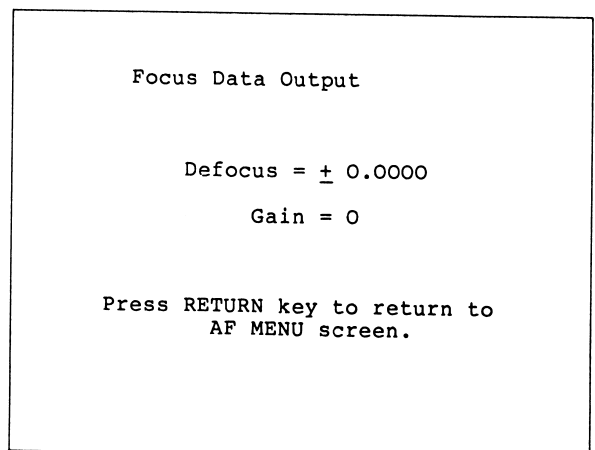 Focus Data Output
Defocus = ± 0.0000
Gain = 0
Press RETURN key to return to
AF MENU screen.